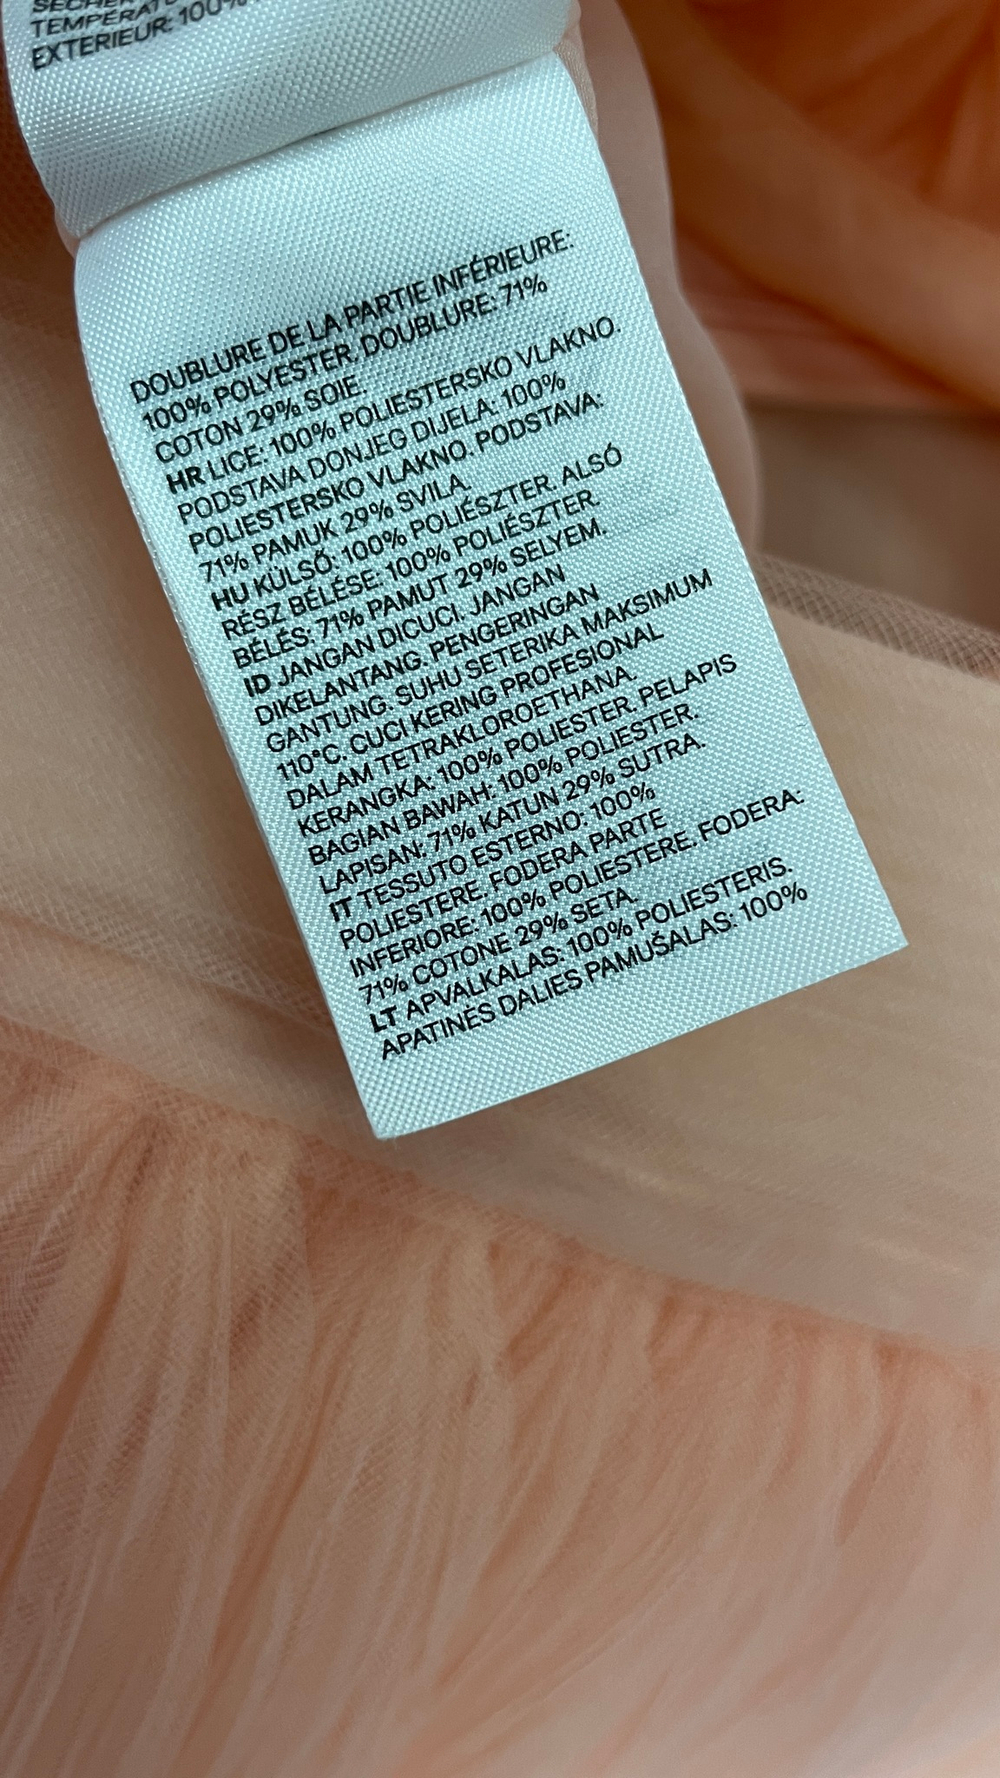 TEMPÉRAT
EXTERIEUR: 100%
DOUBLURE DE LA PARTIE INFÉRIEURE:
100% POLYESTER. DOUBLURE: 71%
COTON 29% SOIE.
HR LICE: 100% POLIESTERSKO VLAKNO.
PODSTAVA DONJEG DIJELA: 100%
POLIESTERSKO VLAKNO. PODSTAVA:
71% PAMUK 29% SVILA.
HU KÜLSŐ: 100% POLIÉSZTER. ALSÓ
RÉSZ BÉLÉSE: 100% POLIÉSZTER.
BÉLÉS: 71% PAMUT 29% SELYEM.
ID JANGAN DICUCI. JANGAN
DIKELANTANG. PENGERINGAN
GANTUNG. SUHU SETERIKA MAKSIMUM
110°C. CUCI KERING PROFESIONAL
DALAM TETRAKLOROETHANA.
KERANGKA: 100% POLIESTER. PELAPIS
BAGIAN BAWAH: 100% POLIESTER.
LAPISAN: 71% KATUN 29% SUTRA.
IT TESSUTO ESTERNO: 100%
POLIESTERE. FODERA PARTE
INFERIORE: 100% POLIESTERE. FODERA:
71% COTONE 29% SETA.
LT APVALKALAS: 100% POLIESTERIS.
APATINĖS DALIES PAMUŠALAS: 100%